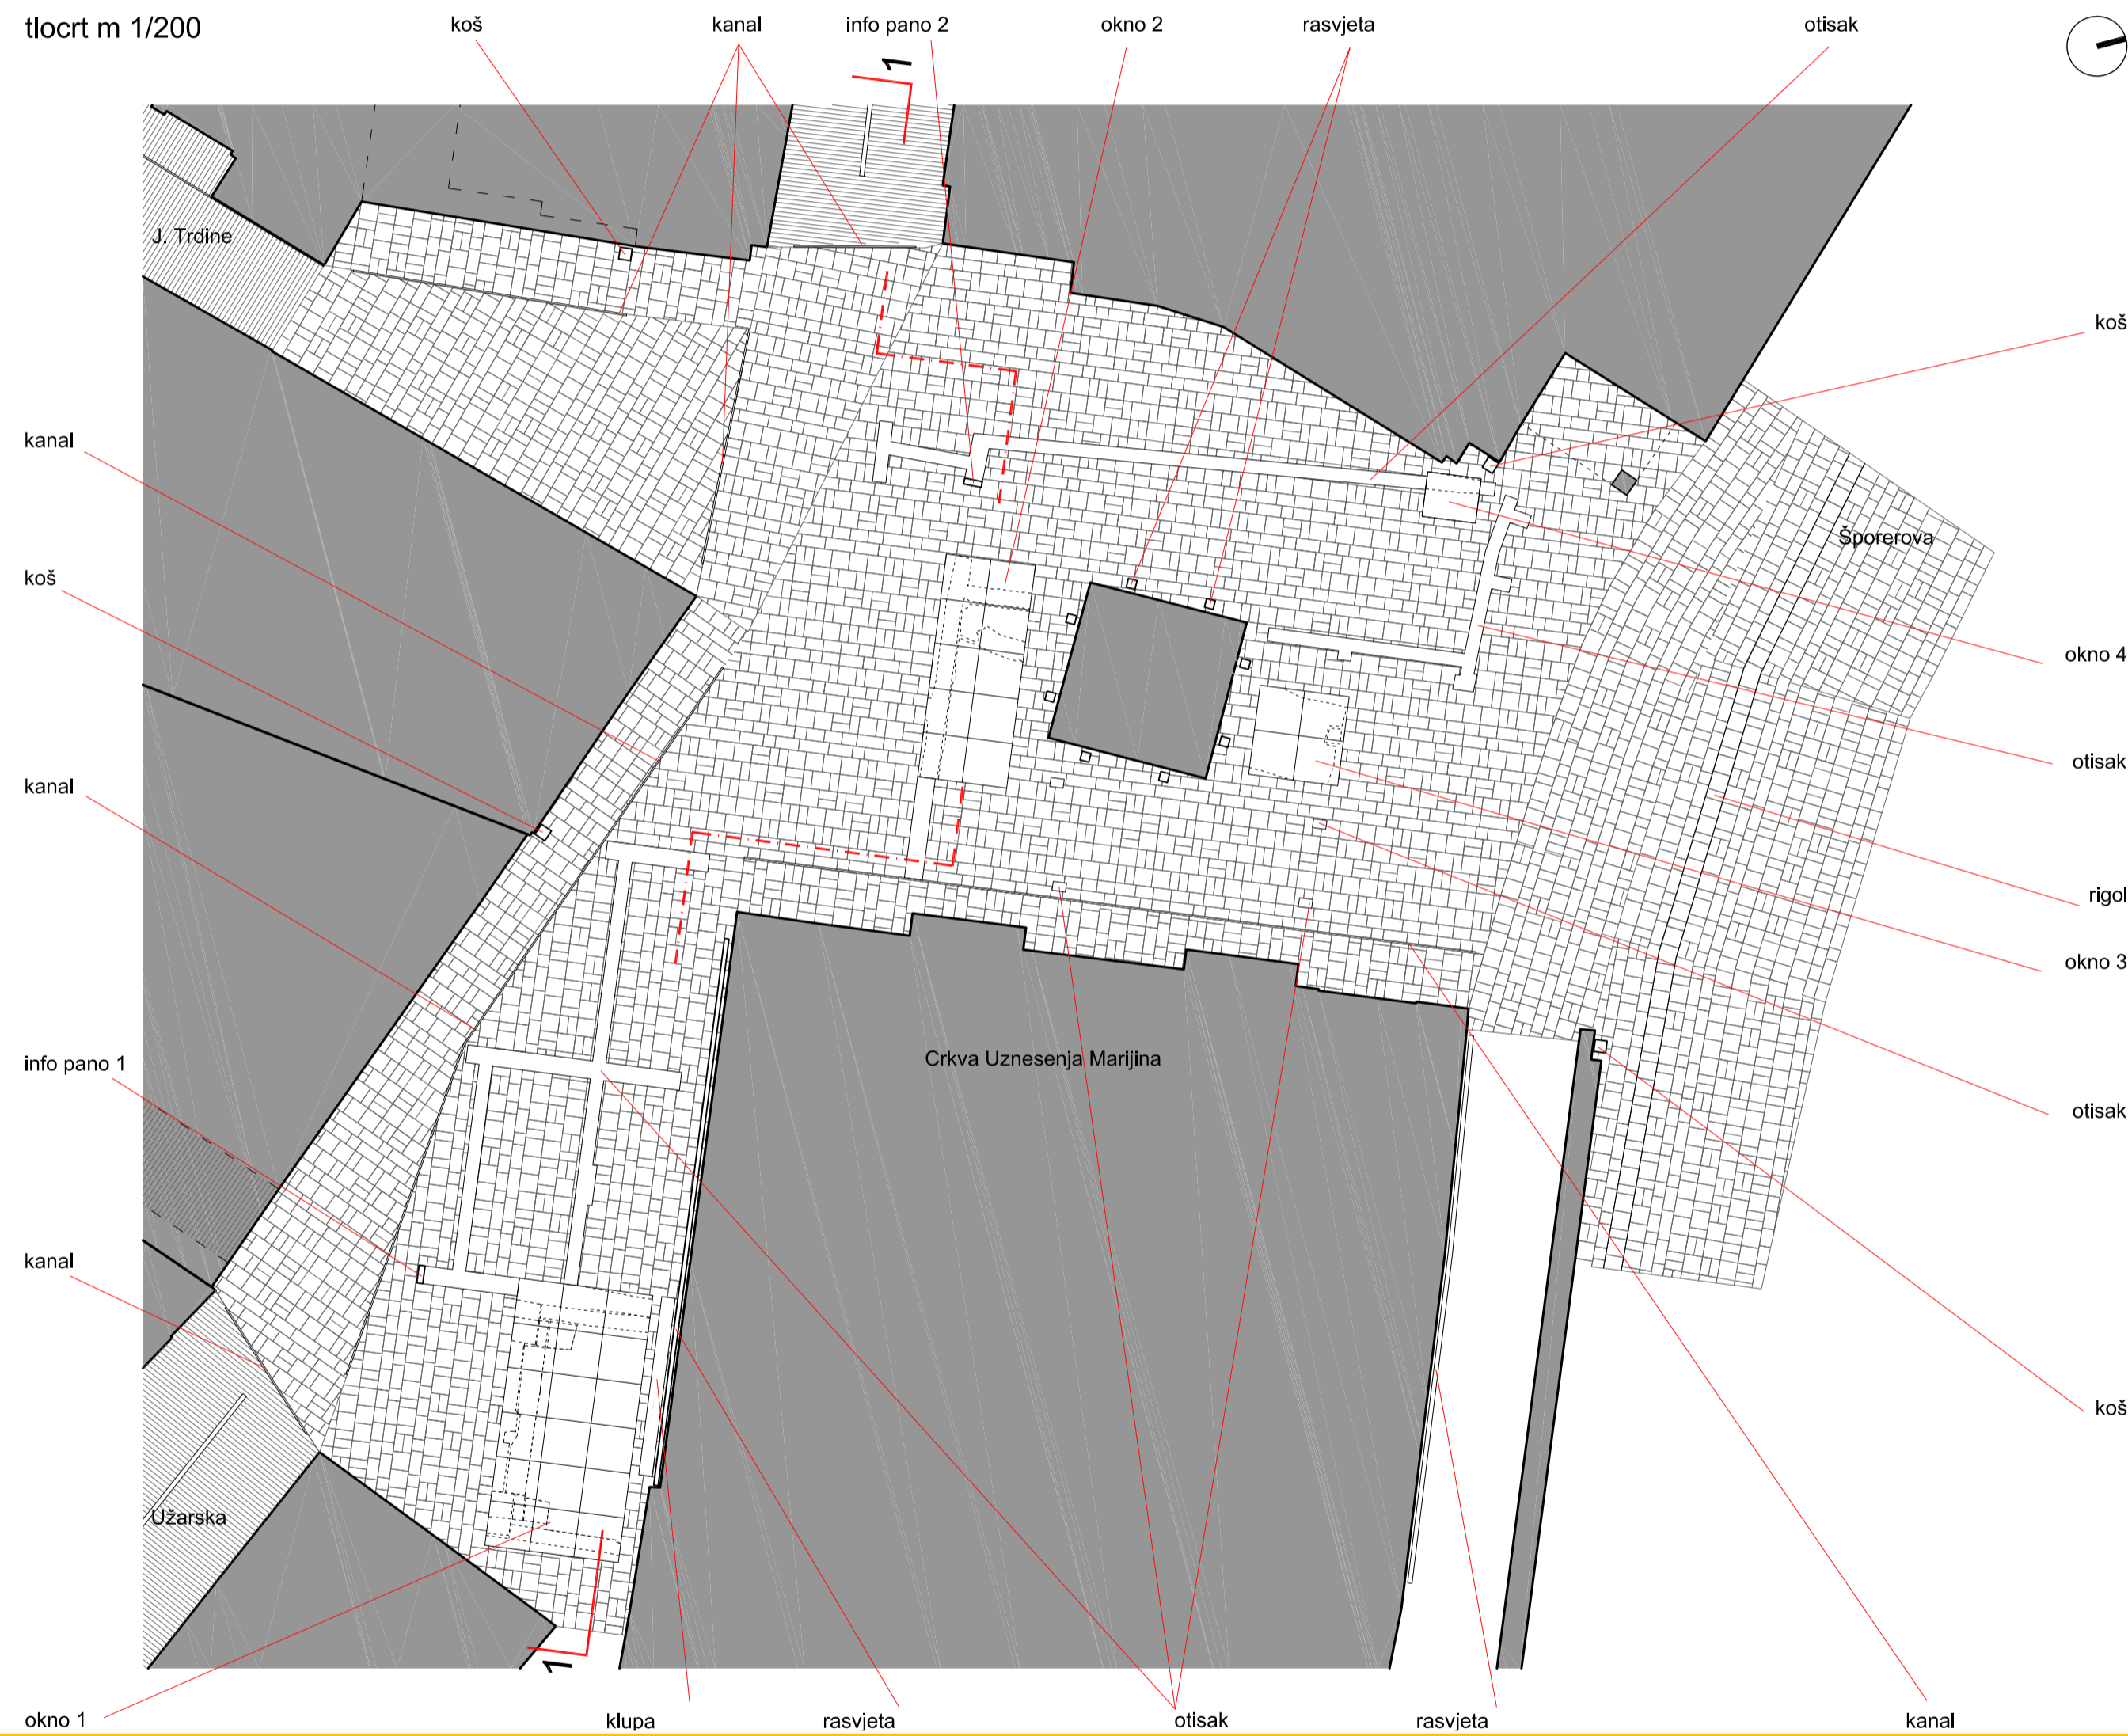 tlocrt m 1/200
koš
kanal
info pano 2
okno 2
rasvjeta
otisak
1
J. Trdine
koš
kanal
Šporerova
koš
okno 4
otisak
kanal
rigol
okno 3
Crkva Uznesenja Marijina
info pano 1
otisak
kanal
koš
Užarska
1
okno 1
klupa
rasvjeta
otisak
rasvjeta
kanal